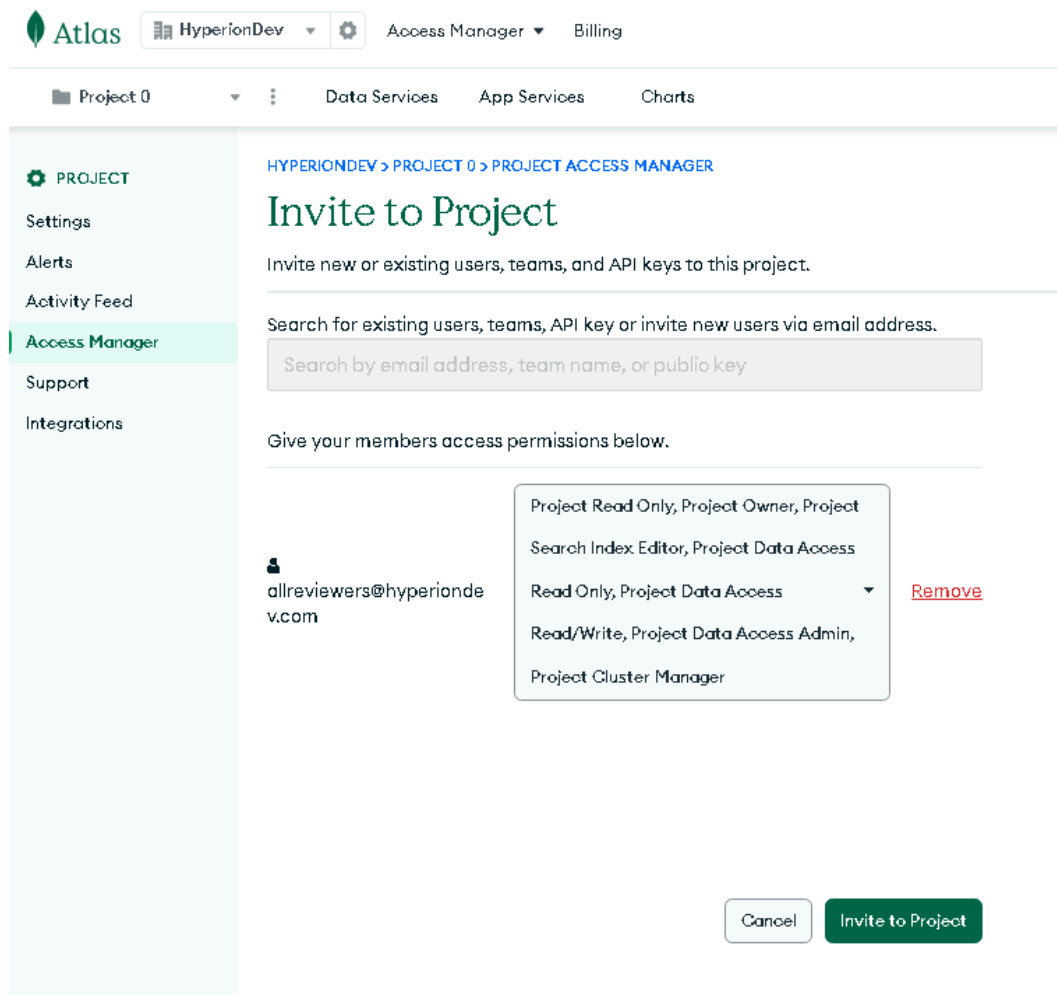 Atlas
HyperionDev
Access Manager
Billing
Project 0
Data Services
App Services
Charts
PROJECT
Settings
Alerts
Activity Feed
Access Manager
Support
Integrations
HYPERIONDEV > PROJECT 0 > PROJECT ACCESS MANAGER
Invite to Project
Invite new or existing users, teams, and API keys to this project.
Search for existing users, teams, API key or invite new users via email address.
Search by email address, team name, or public key
Give your members access permissions below.
allreviewers@hyperionde
v.com
Project Read Only, Project Owner, Project
Search Index Editor, Project Data Access
Read Only, Project Data Access
Read/Write, Project Data Access Admin,
Project Cluster Manager
Remove
Cancel
Invite to Project